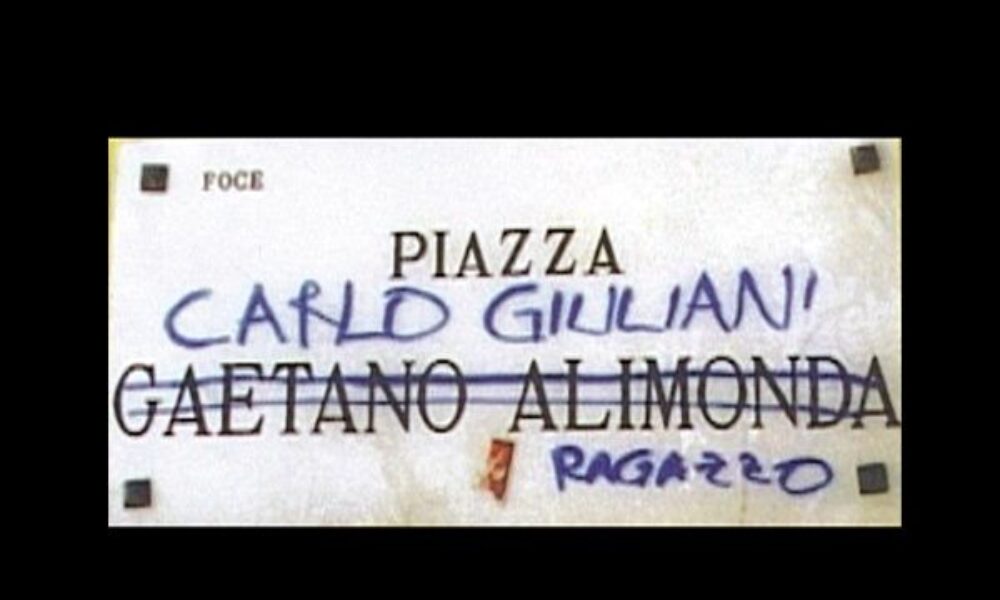 FOCE
PIAZZA
CARLO GIULIANI
GAETANO ALIMONDA
RAGAZZO